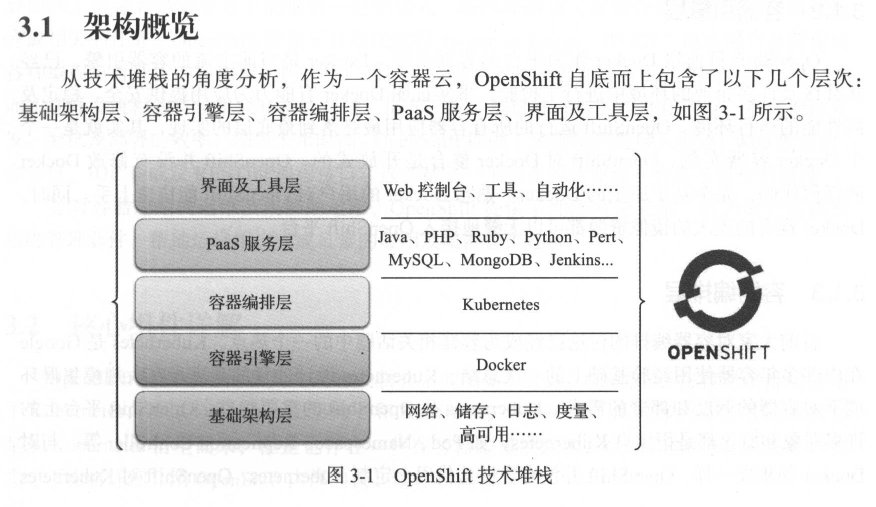 3.1 架构概览
从技术堆栈的角度分析，作为一个容器云，OpenShift 自底而上包含了以下几个层次：
基础架构层、容器引擎层、容器编排层、PaaS 服务层、界面及工具层，如图 3-1 所示。
界面及工具层 Web 控制台、工具、自动化……
PaaS 服务层 Java、PHP、Ruby、Python、Pert、
MySQL、MongoDB、Jenkins...
容器编排层 Kubernetes
容器引擎层 Docker
基础架构层 网络、储存、日志、度量、
高可用……
OPENSHIFT
图 3-1 OpenShift 技术堆栈